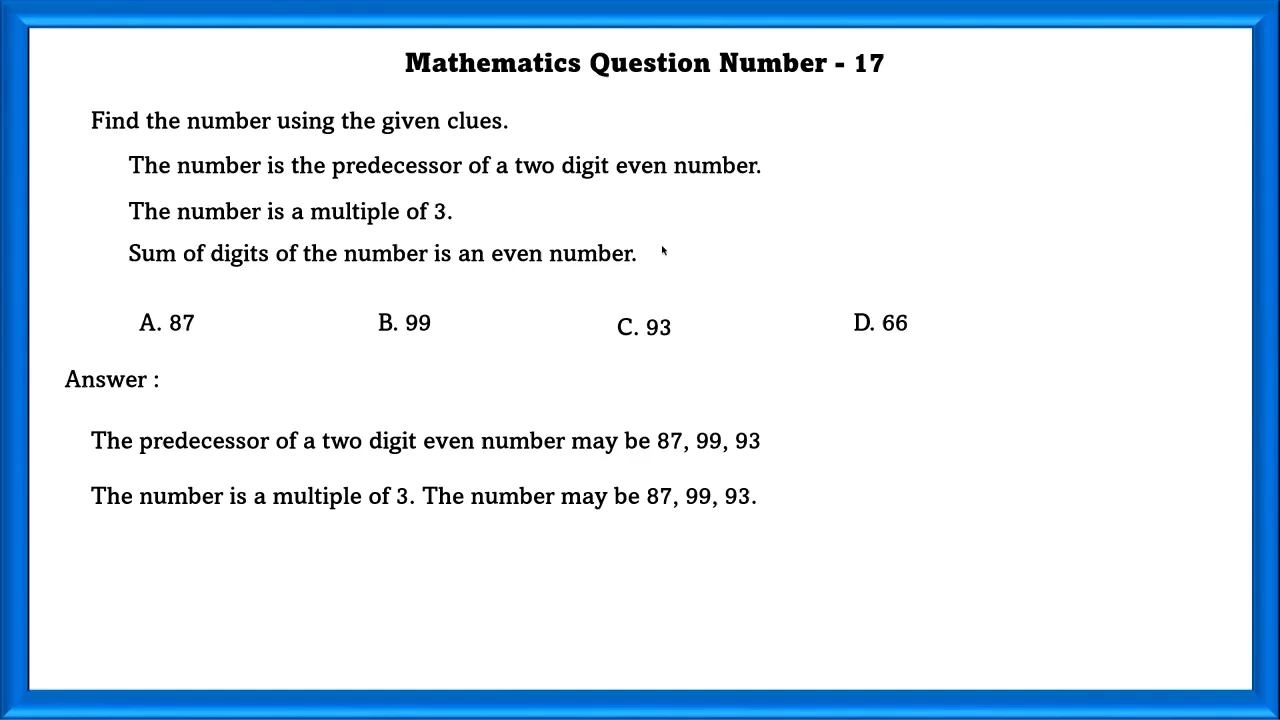 Mathematics Question Number - 17
Find the number using the given clues.
The number is the predecessor of a two digit even number.
The number is a multiple of 3.
Sum of digits of the number is an even number.
A. 87 B. 99 C. 93 D. 66
Answer :
The predecessor of a two digit even number may be 87, 99, 93
The number is a multiple of 3. The number may be 87, 99, 93.